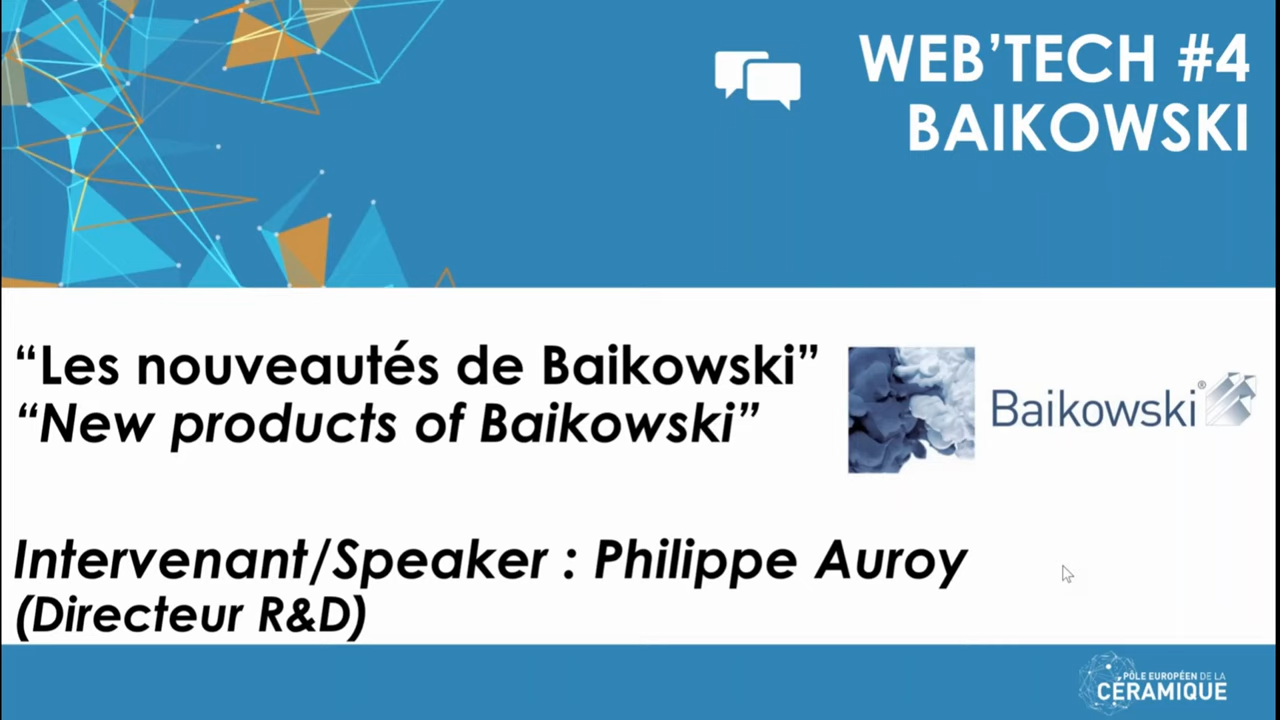 WEB’TECH #4
BAIKOWSKI
“Les nouveautés de Baikowski”
“New products of Baikowski”
Baikowski®
Intervenant/Speaker : Philippe Auroy
(Directeur R&D)
PÔLE EUROPÉEN DE LA
CÉRAMIQUE